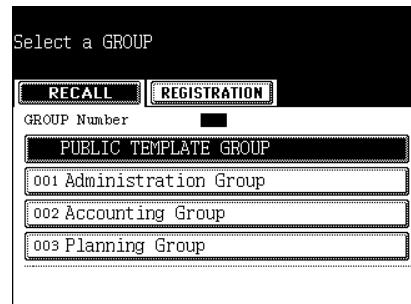 Select a GROUP
RECALL REGISTRATION
GROUP Number
PUBLIC TEMPLATE GROUP
001 Administration Group
002 Accounting Group
003 Planning Group